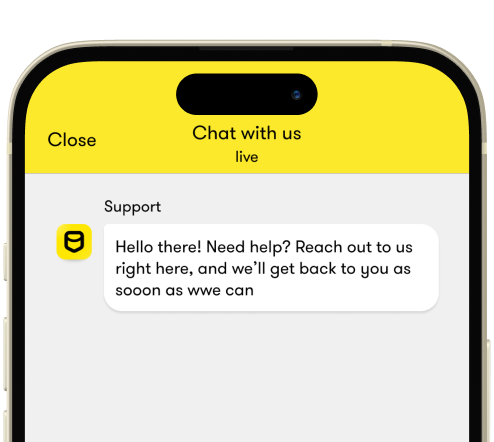 Close
Chat with us
live
Support
Hello there! Need help? Reach out to us
right here, and we'll get back to you as
sooon as wwe can